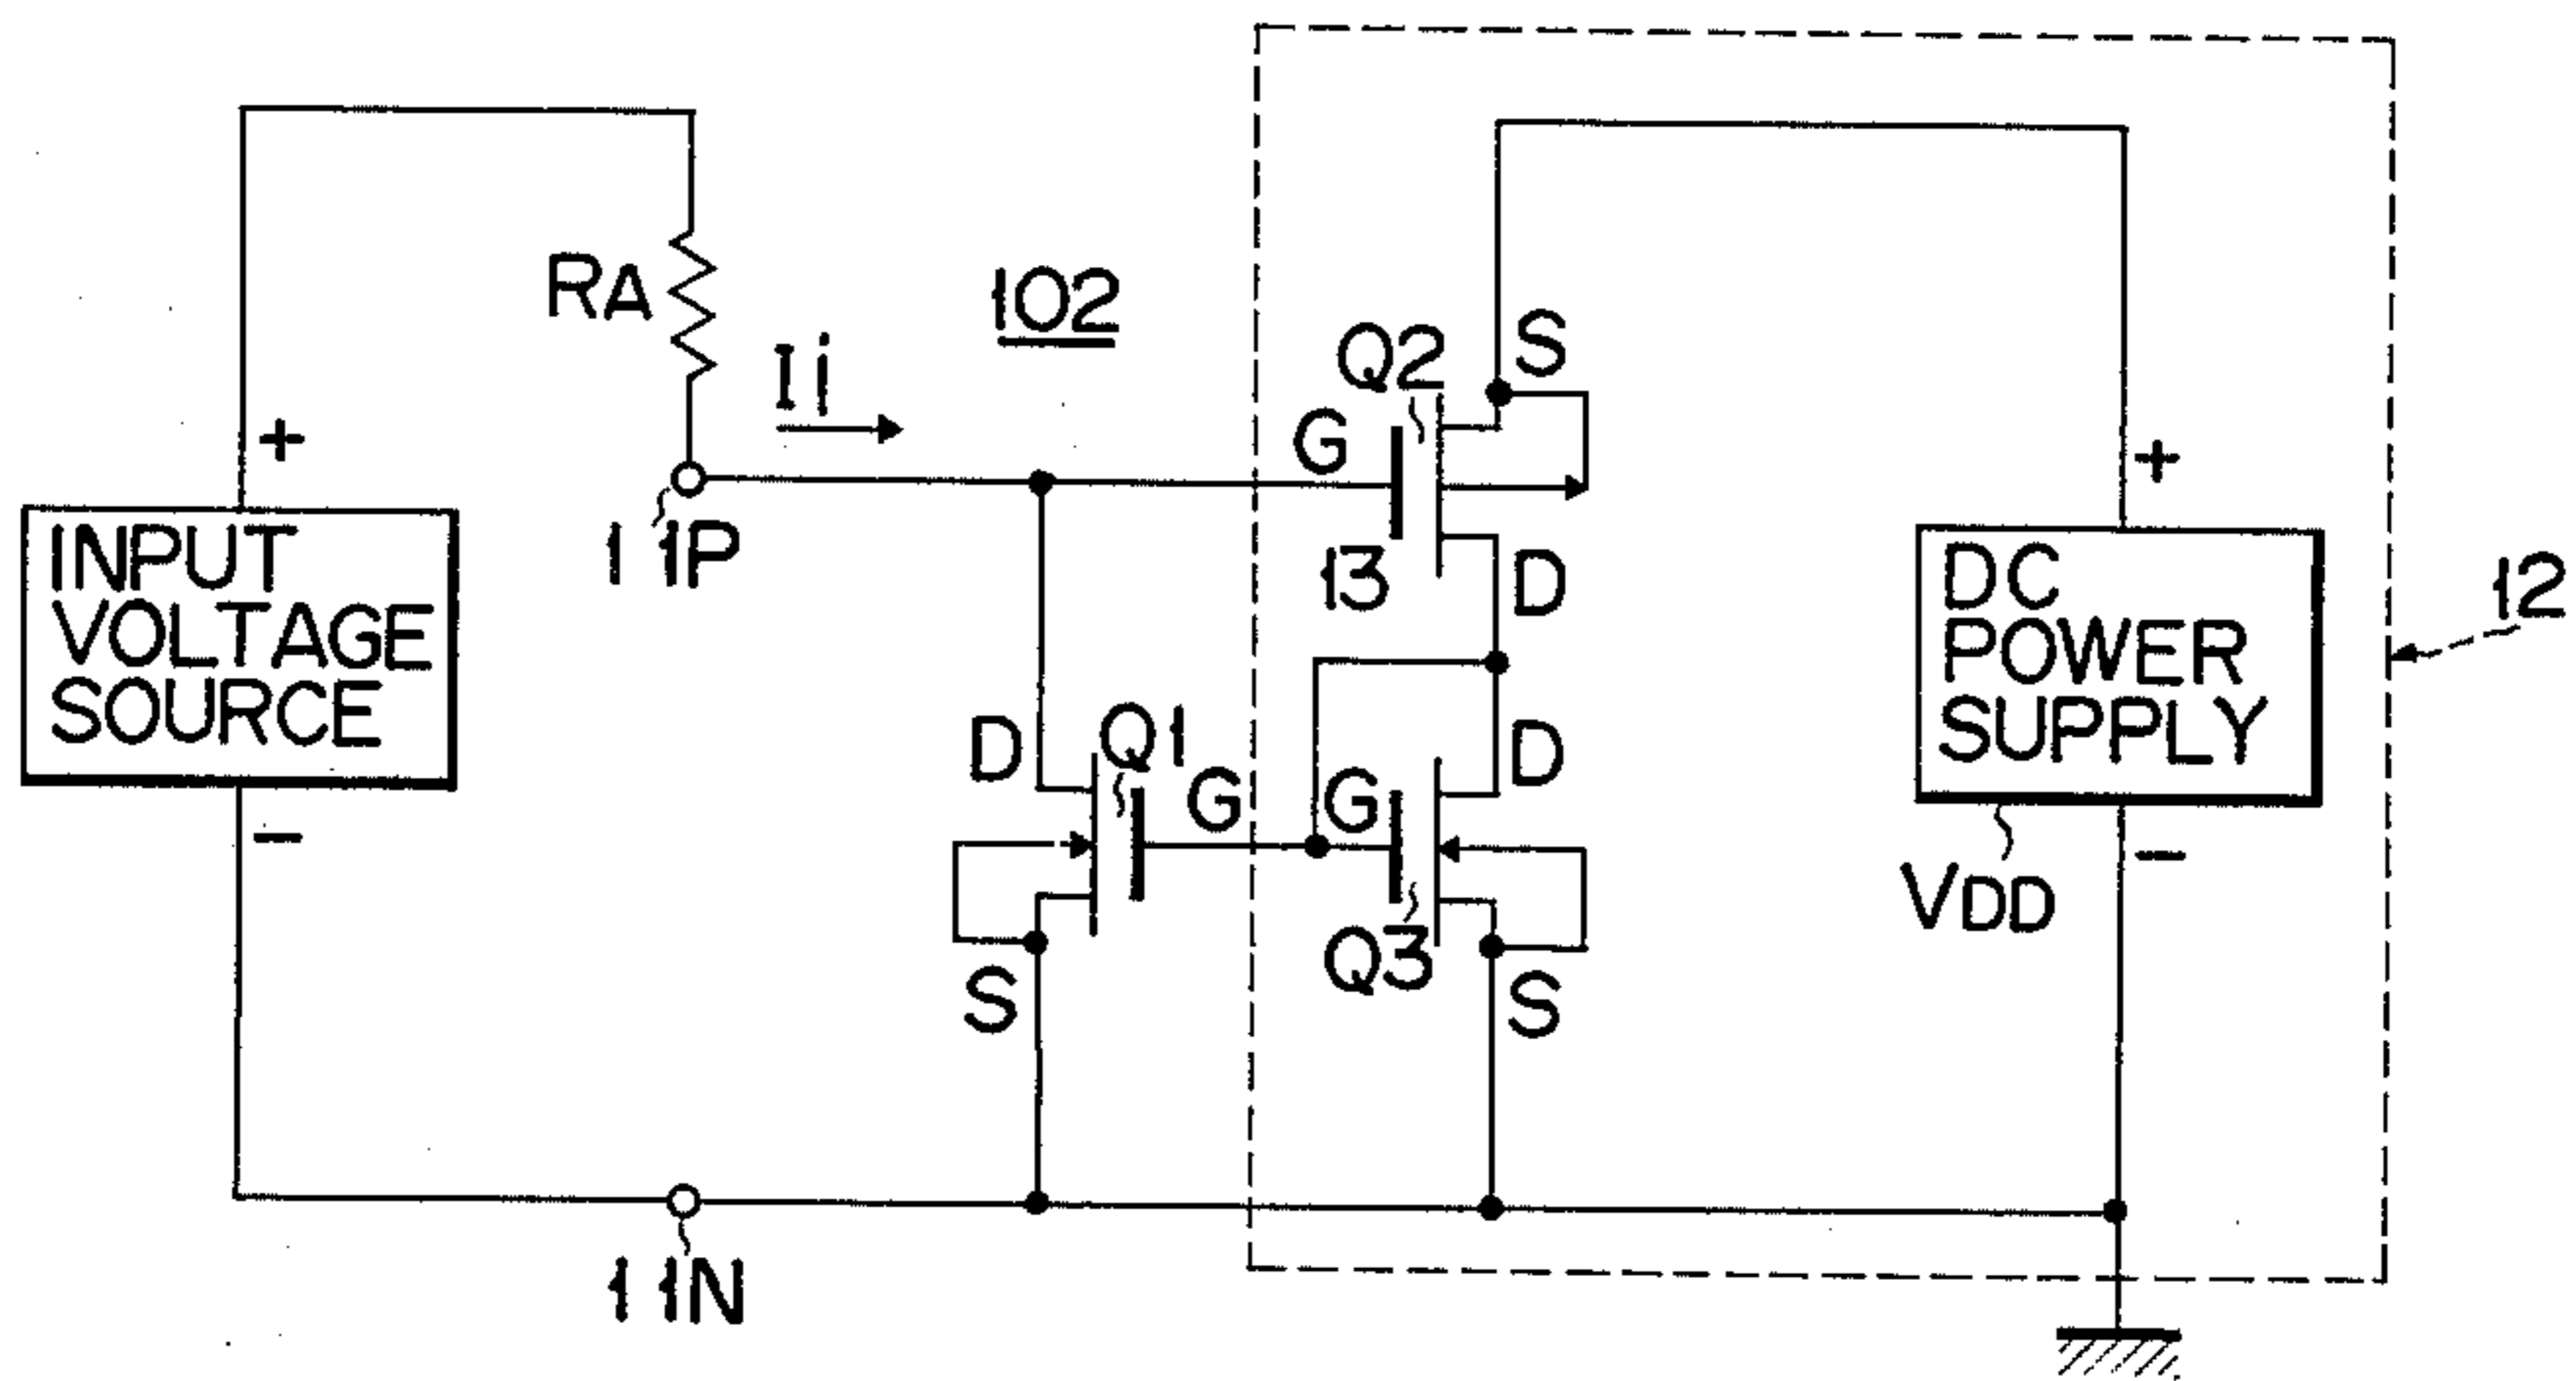 RA
Ii
102
Q2
S
G
13
D
+
11P
INPUT
VOLTAGE
SOURCE
−
+
DC
POWER
SUPPLY
12
VDD
−
D
Q1
G
G
D
S
Q3
S
11N